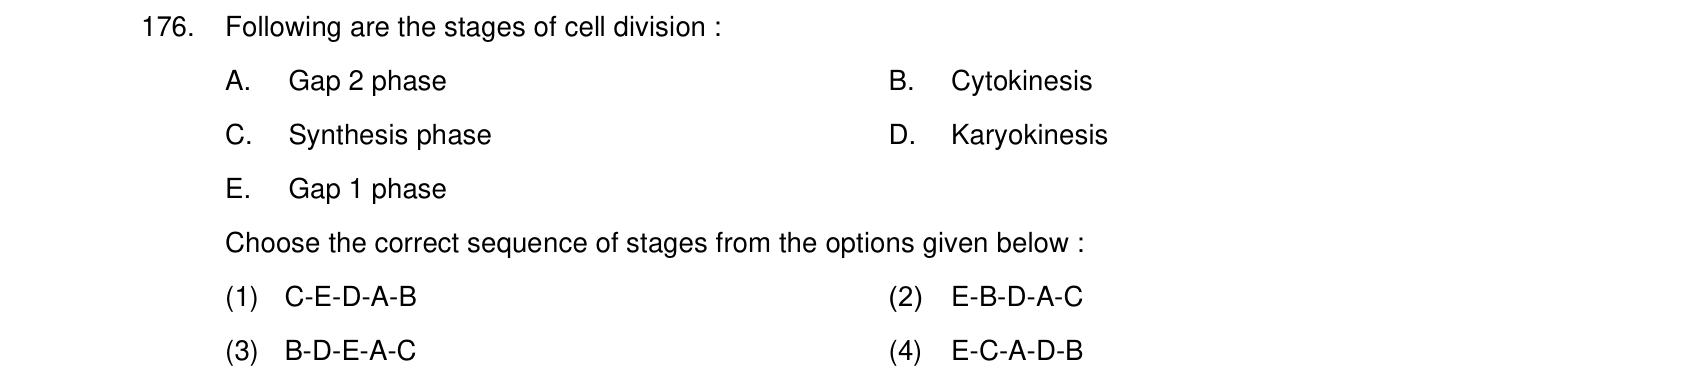 176. Following are the stages of cell division :
A. Gap 2 phase B. Cytokinesis
C. Synthesis phase D. Karyokinesis
E. Gap 1 phase
Choose the correct sequence of stages from the options given below :
(1) C-E-D-A-B (2) E-B-D-A-C
(3) B-D-E-A-C (4) E-C-A-D-B